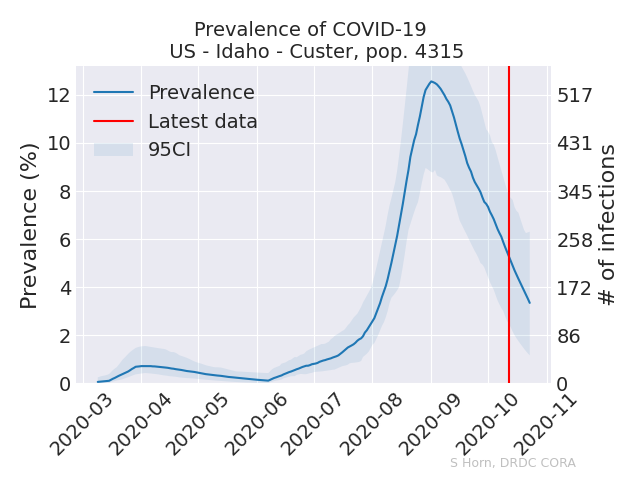 Prevalence of COVID-19
US - Idaho - Custer, pop. 4315
Prevalence
Latest data
95CI
Prevalence (%)
12
10
8
6
4
2
0
517
431
345
258
172
86
0
# of infections
2020-03
2020-04
2020-05
2020-06
2020-07
2020-08
2020-09
2020-10
2020-11
S Horn, DRDC CORA